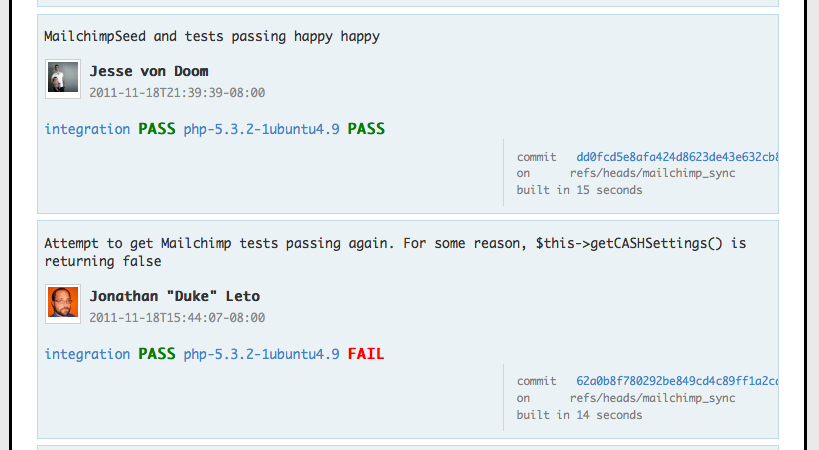 MailchimpSeed and tests passing happy happy
Jesse von Doom
2011-11-18T21:39:39-08:00
integration PASS php-5.3.2-1ubuntu4.9 PASS
commit dd0fcd5e8afa424d8623de43e632cb8
on refs/heads/mailchimp_sync
built in 15 seconds
Attempt to get Mailchimp tests passing again. For some reason, $this->getCASHSettings() is
returning false
Jonathan "Duke" Leto
2011-11-18T15:44:07-08:00
integration PASS php-5.3.2-1ubuntu4.9 FAIL
commit 62a0b8f780292be849cd4c89ff1a2cc
on refs/heads/mailchimp_sync
built in 14 seconds